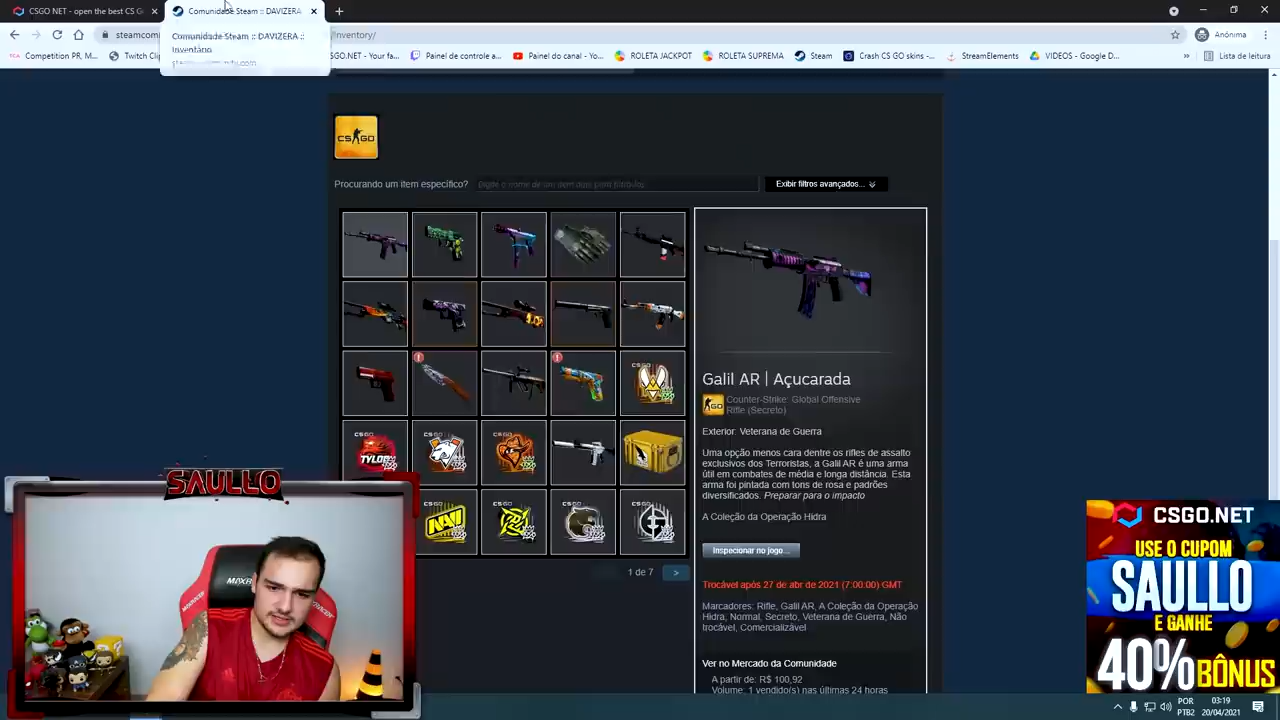 CSGO NET - open the best CS G
Comunidade Steam :: DAVIZERA
Comunidade Steam :: DAVIZERA ::
Inventário
steamcom
inventory/
Anônima
Competition PR, M...
Twitch Clip
GO.NET - You fa...
Painel de controle a...
Painel do canal - Yo...
ROLETA JACKPOT
ROLETA SUPREMA
Steam
Crash CS GO skins -...
StreamElements
VIDEOS - Google D...
Lista de leitura
CS GO
Procurando um item específico?
Exibir filtros avançados...
Galil AR | Açucarada
Counter-Strike: Global Offensive
Rifle (Secreto)
Exterior: Veterana de Guerra
Uma opção menos cara dentre os rifles de assalto
exclusivos dos Terroristas, a Galil AR é uma arma
útil em combates de média e longa distância. Esta
arma foi pintada com tons de rosa e padrões
diversificados. Preparar para o impacto
A Coleção da Operação Hidra
Inspecionar no jogo...
1 de 7
>
Trocável após 27 de abr de 2021 (7:00:00) GMT
Marcadores: Rifle, Galil AR, A Coleção da Operação
Hidra, Normal, Secreto, Veterana de Guerra, Não
trocável, Comercializável
Ver no Mercado da Comunidade
A partir de: R$ 100,92
Volume: 1 vendido(s) nas últimas 24 horas
SAULLO
CSGO.NET
USE O CUPOM
SAULLO
E GANHE
40% BÔNUS
POR
PTB2
03:19
20/04/2021